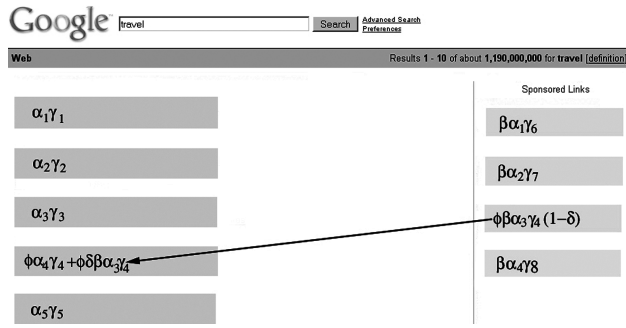 Google travel Search Advanced Search
Preferences
Web Results 1 - 10 of about 1,190,000,000 for travel [definition]
Sponsored Links
α₁γ₁
α₂γ₂
α₃γ₃
ϕα₄γ₄+ϕδβα₃γ₄
α₅γ₅
βα₁γ₆
βα₂γ₇
ϕβα₃γ₄(1−δ)
βα₄γ₈